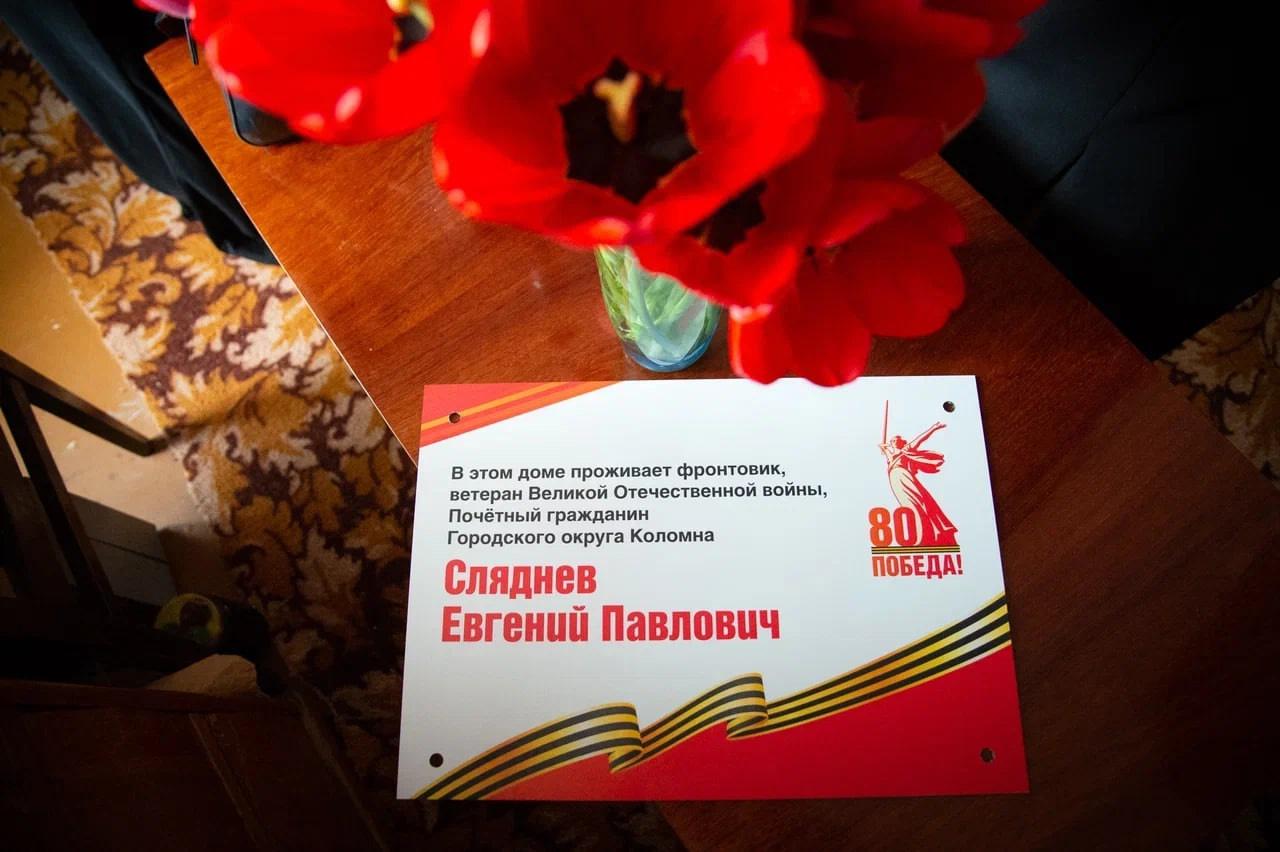 В этом доме проживает фронтовик,
ветеран Великой Отечественной войны,
Почётный гражданин
Городского округа Коломна
Сляднев
Евгений Павлович
80
ПОБЕДА!